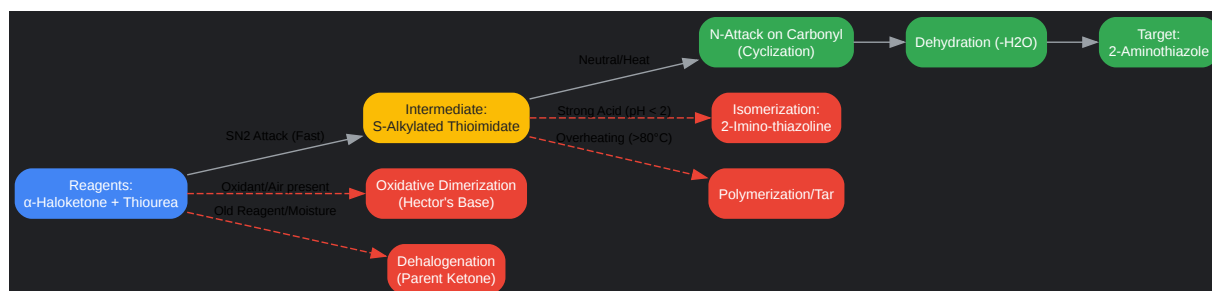 N-Attack on Carbonyl
(Cyclization)
Dehydration (-H2O)
Target:
2-Aminothiazole
Neutral/Heat
Intermediate:
S-Alkylated Thioimidate
Strong Acid (pH < 2)
Isomerization:
2-Imino-thiazoline
SN2 Attack (Fast)
Overheating (>80°C)
Reagents:
α-Haloketone + Thiourea
Oxidant/Air present
Oxidative Dimerization
(Hector's Base)
Polymerization/Tar
Old Reagent/Moisture
Dehalogenation
(Parent Ketone)